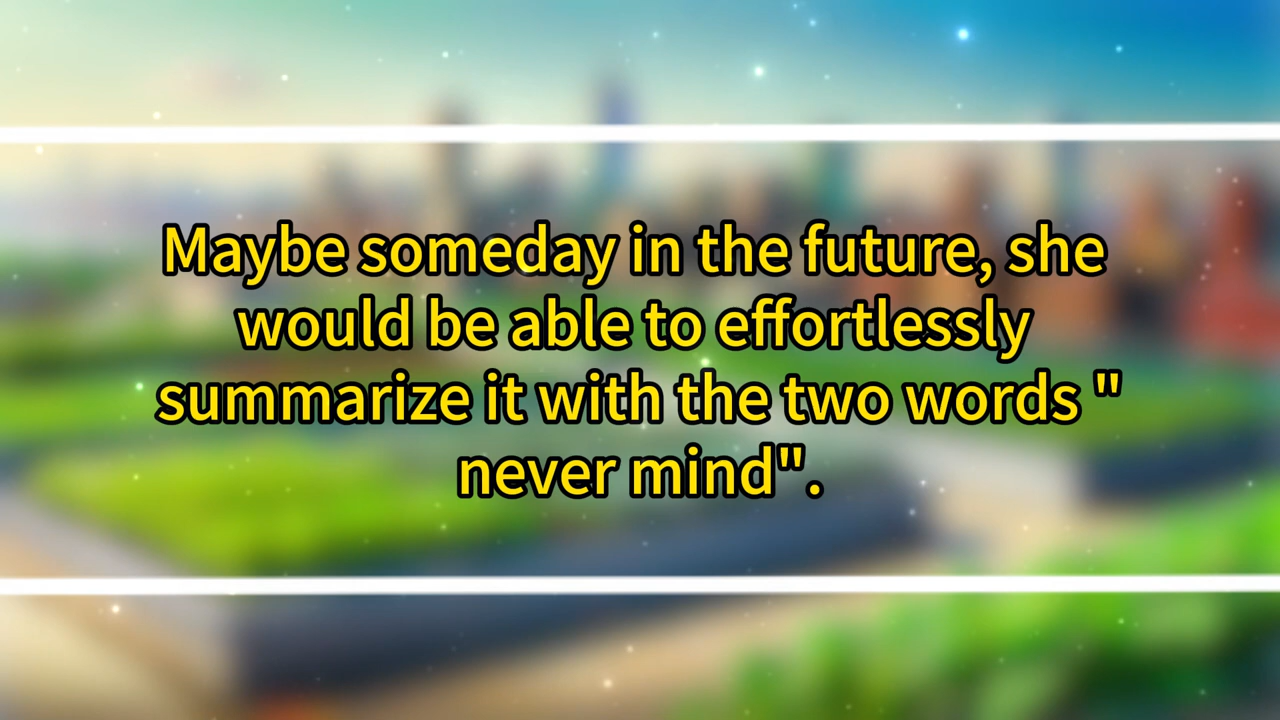 Maybe someday in the future, she
would be able to effortlessly
summarize it with the two words "
never mind".